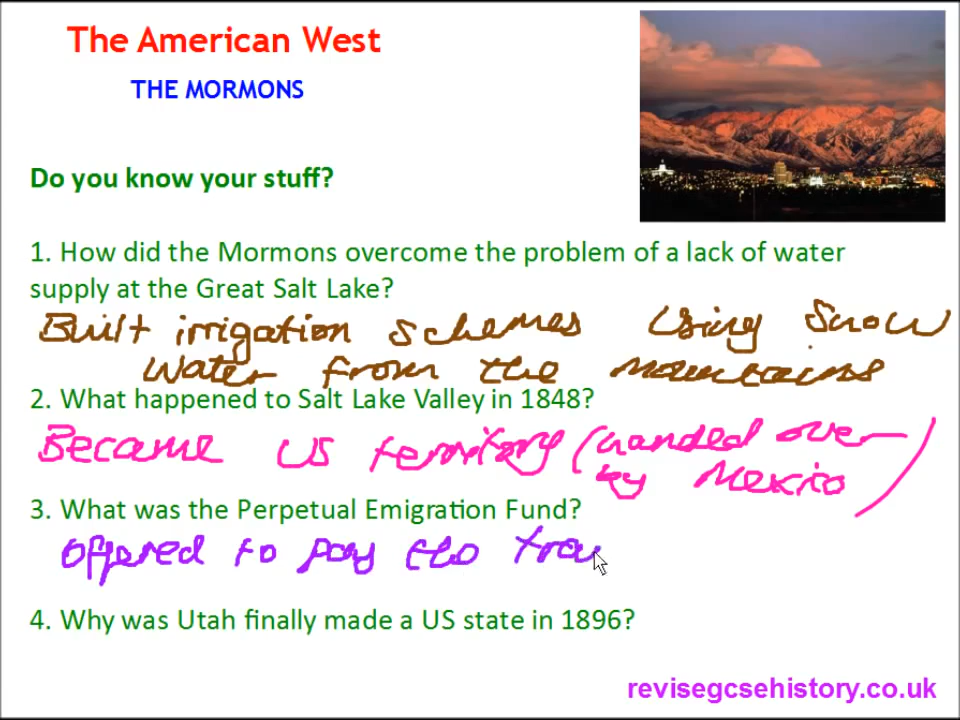 The American West
THE MORMONS
Do you know your stuff?
1. How did the Mormons overcome the problem of a lack of water
supply at the Great Salt Lake?
Built irrigation schemes using snow
water from the mountains
2. What happened to Salt Lake Valley in 1848?
Became US territory (handed over
by Mexico)
3. What was the Perpetual Emigration Fund?
Offered to pay the trav
4. Why was Utah finally made a US state in 1896?
revisegcsehistory.co.uk